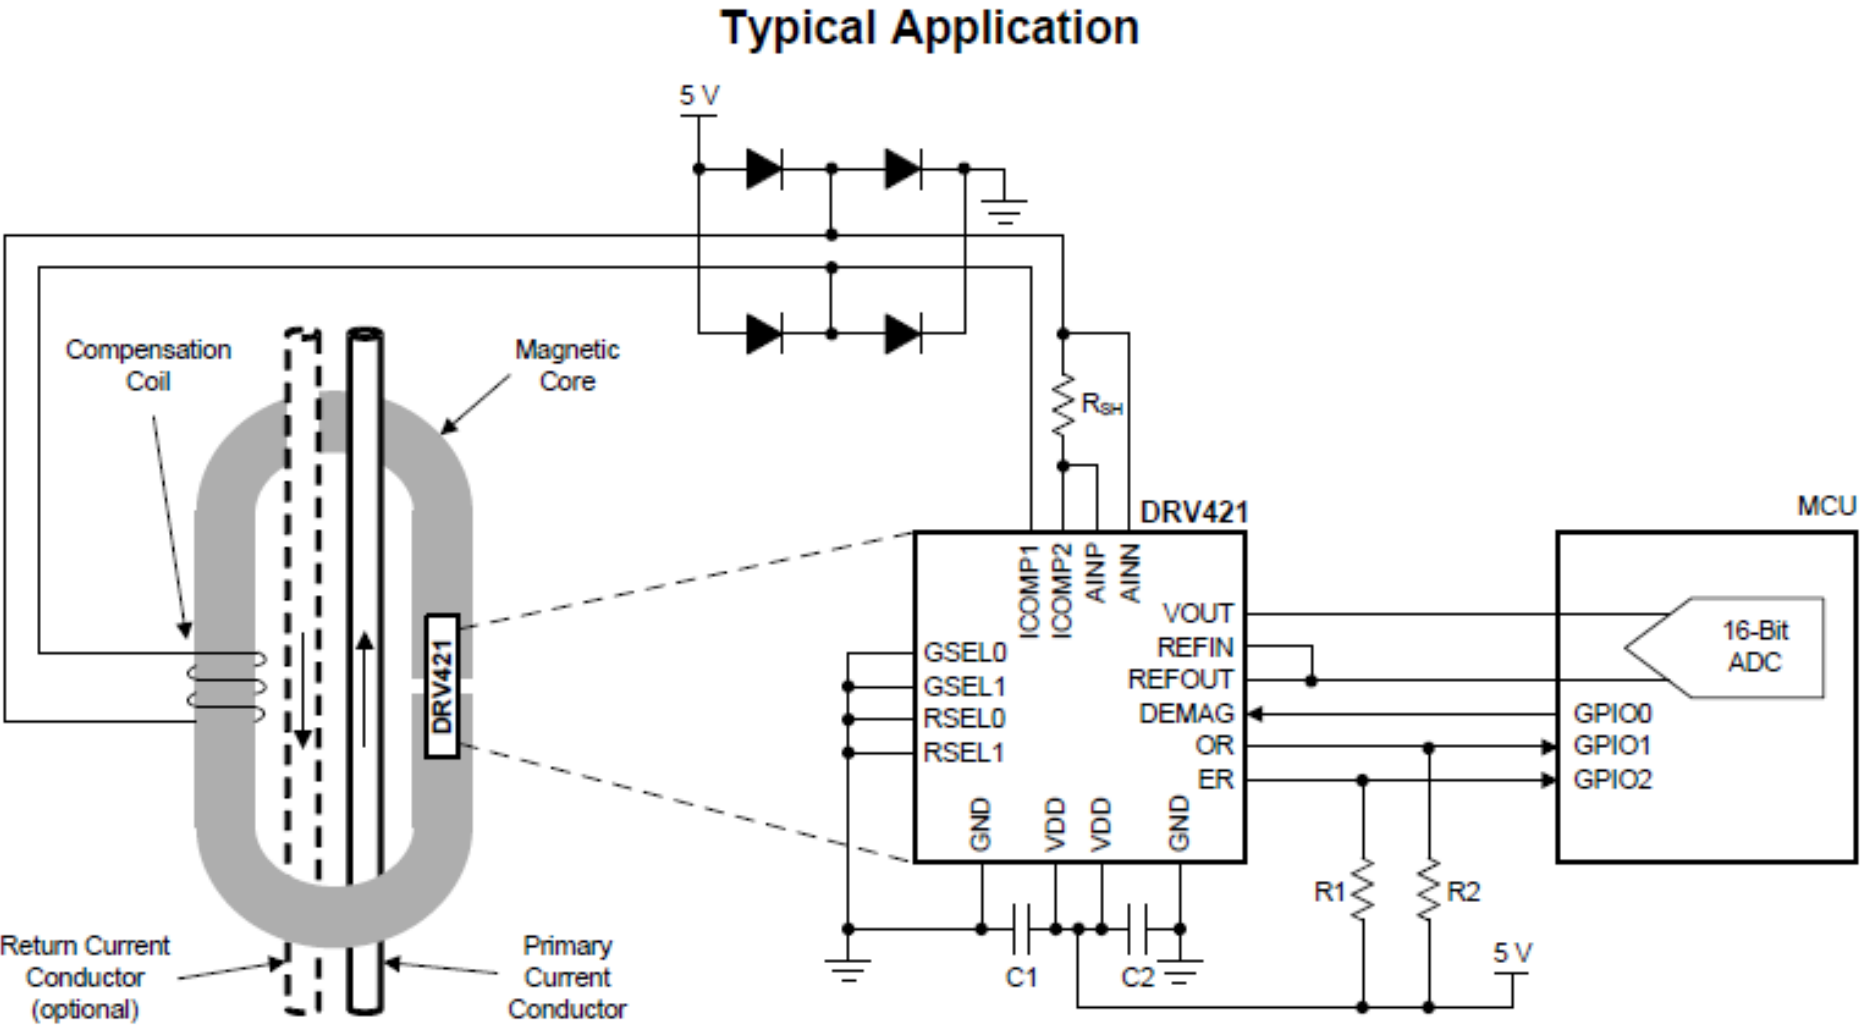 Typical Application
5 V
Compensation
Coil
Magnetic
Core
RSH
DRV421
MCU
ICOMP1
ICOMP2
AINP
AINN
VOUT
REFIN
REFOUT
DEMAG
OR
ER
GSEL0
GSEL1
RSEL0
RSEL1
GND
VDD
VDD
GND
16-Bit
ADC
GPIO0
GPIO1
GPIO2
DRV421
R1
R2
C1
C2
5 V
Return Current
Conductor
(optional)
Primary
Current
Conductor